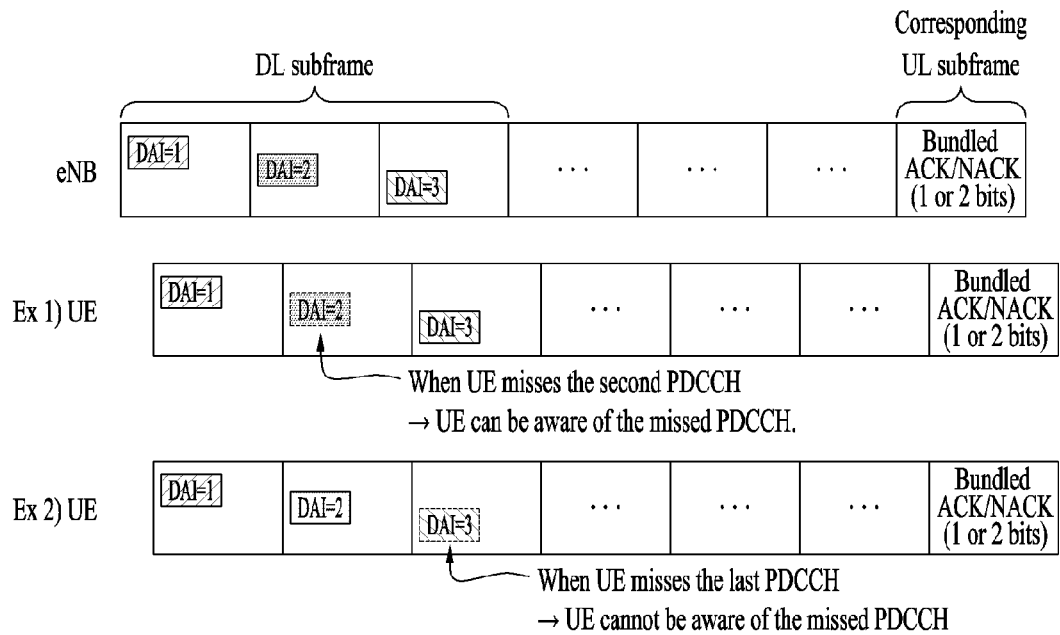 Corresponding
DL subframe
UL subframe
eNB
DAI=1
DAI=2
DAI=3
...
...
...
Bundled
ACK/NACK
(1 or 2 bits)
Ex 1) UE
DAI=1
DAI=2
DAI=3
...
...
...
Bundled
ACK/NACK
(1 or 2 bits)
When UE misses the second PDCCH
→ UE can be aware of the missed PDCCH.
Ex 2) UE
DAI=1
DAI=2
DAI=3
...
...
...
Bundled
ACK/NACK
(1 or 2 bits)
When UE misses the last PDCCH
→ UE cannot be aware of the missed PDCCH